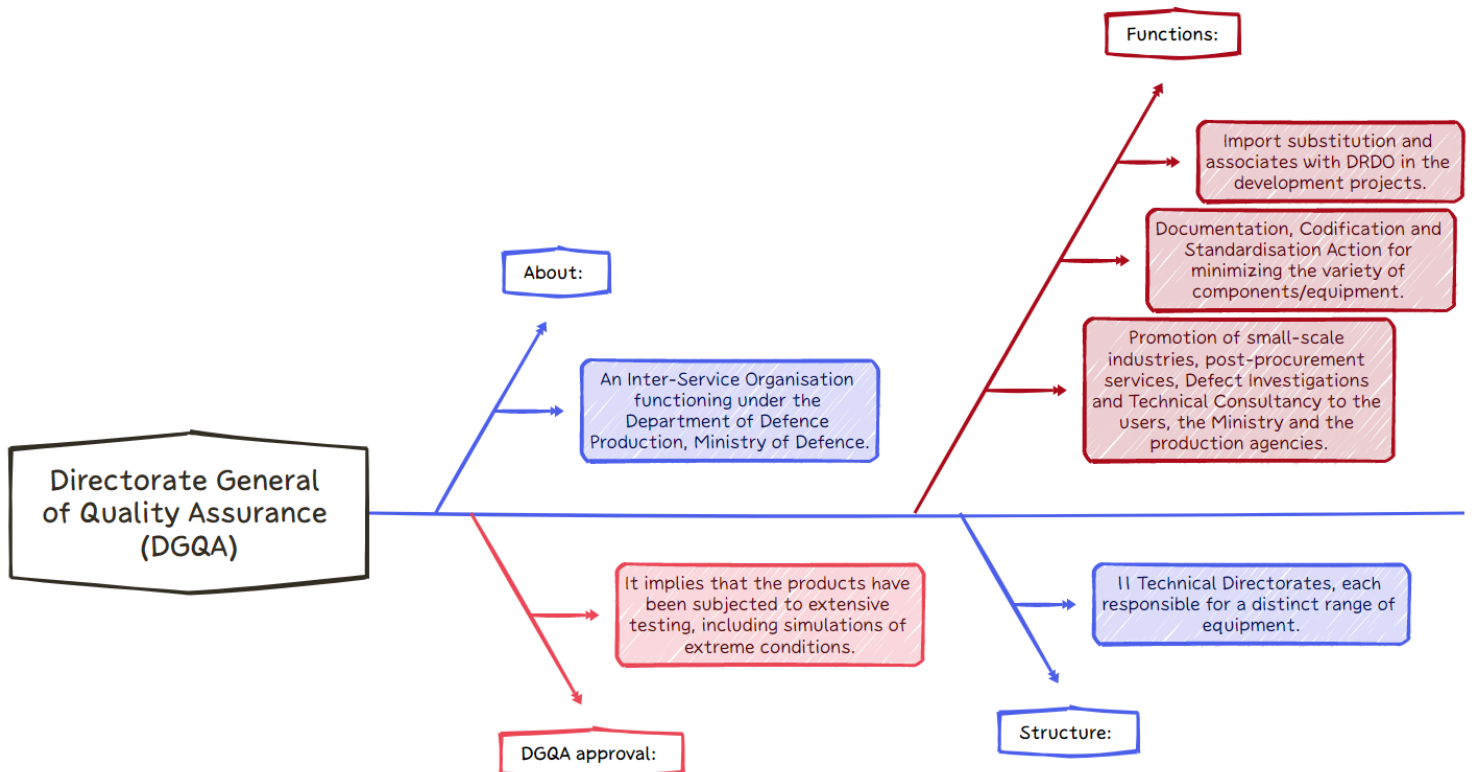 Functions:
Import substitution and
associates with DRDO in the
development projects.
Documentation, Codification and
Standardisation Action for
minimizing the variety of
components/equipment.
Promotion of small-scale
industries, post-procurement
services, Defect Investigations
and Technical Consultancy to the
users, the Ministry and the
production agencies.
About:
An Inter-Service Organisation
functioning under the
Department of Defence
Production, Ministry of Defence.
Directorate General
of Quality Assurance
(DGQA)
It implies that the products have
been subjected to extensive
testing, including simulations of
extreme conditions.
DGQA approval:
11 Technical Directorates, each
responsible for a distinct range of
equipment.
Structure: